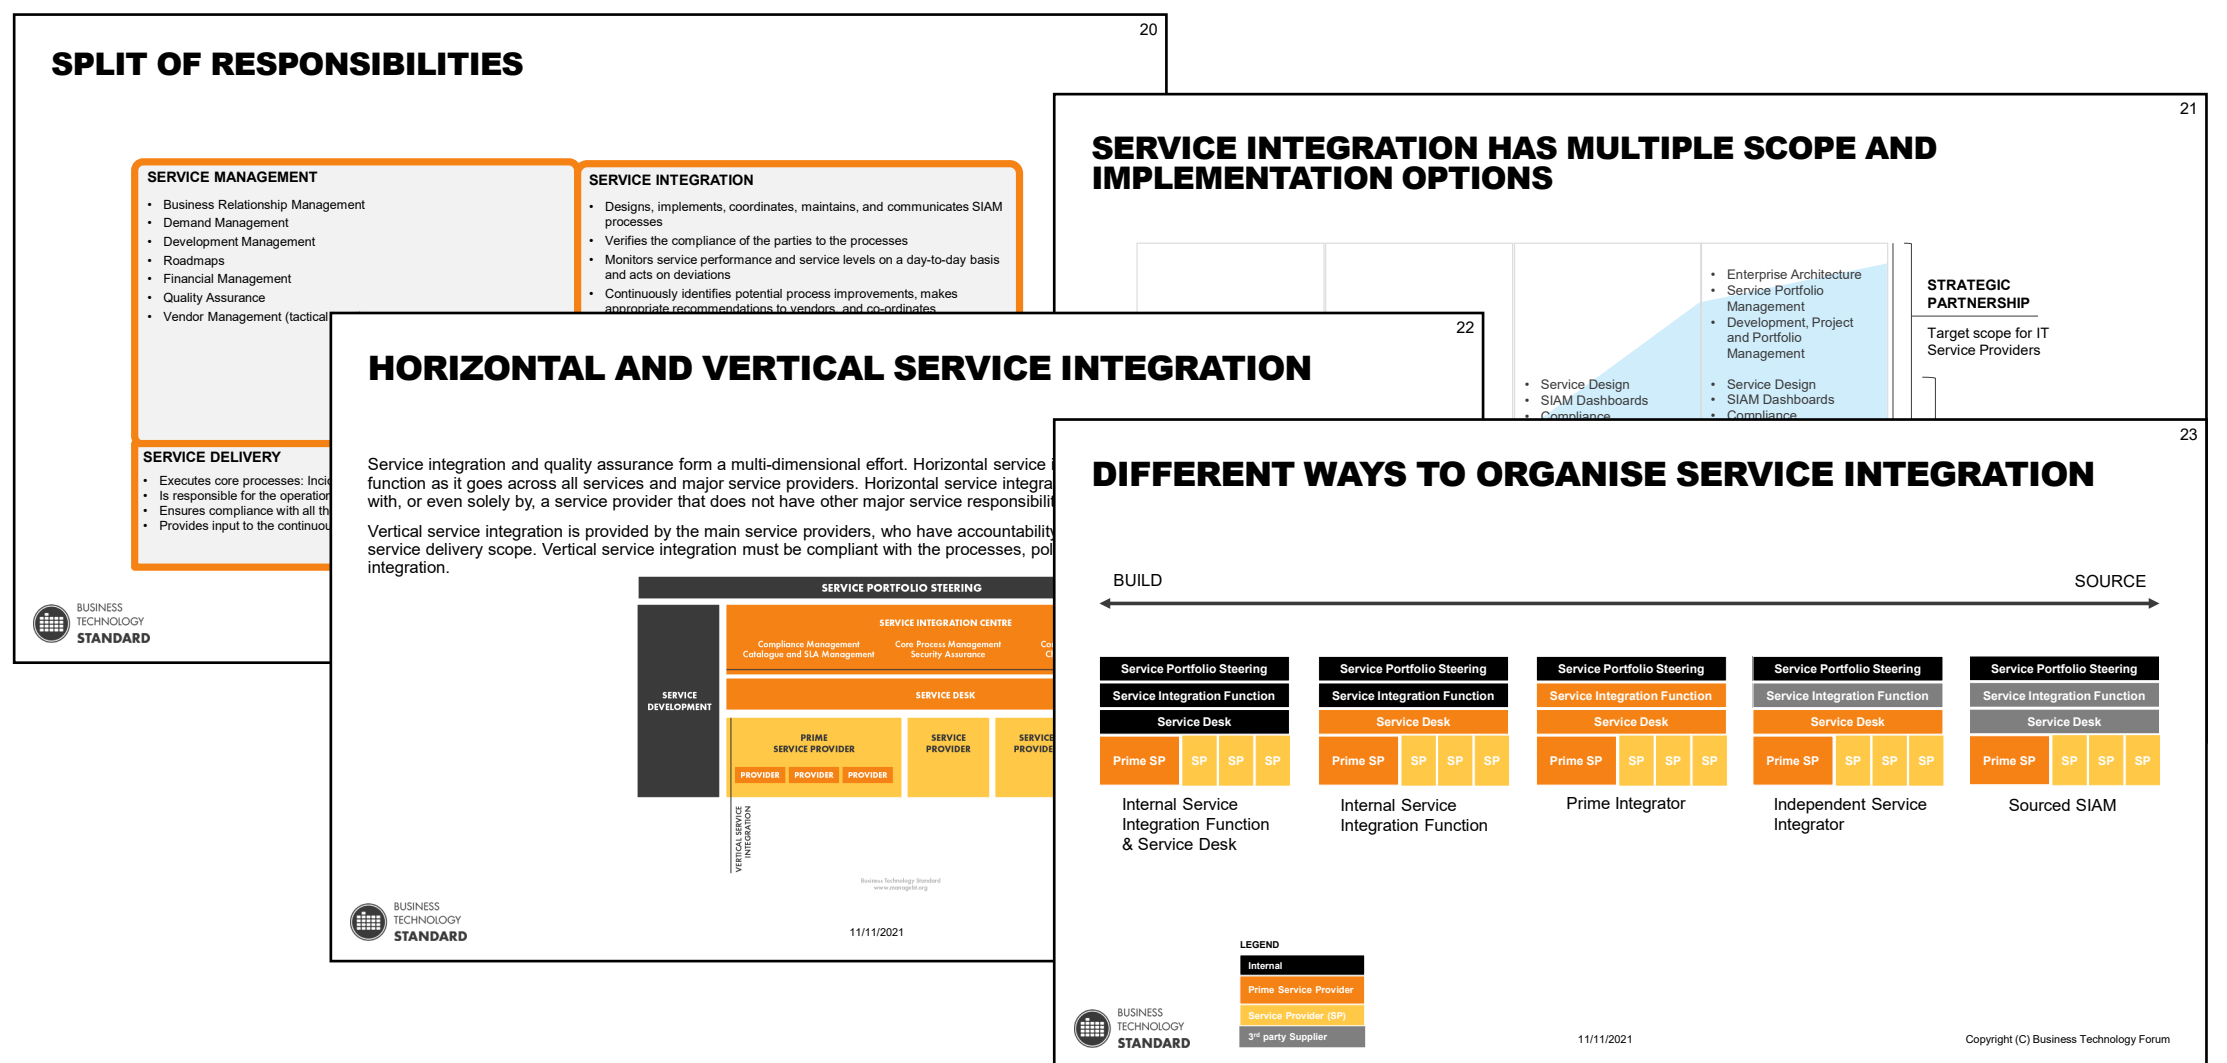 20
SPLIT OF RESPONSIBILITIES
SERVICE MANAGEMENT
• Business Relationship Management
• Demand Management
• Development Management
• Roadmaps
• Financial Management
• Quality Assurance
• Vendor Management (tactical
SERVICE INTEGRATION
• Designs, implements, coordinates, maintains, and communicates SIAM
processes
• Verifies the compliance of the parties to the processes
• Monitors service performance and service levels on a day-to-day basis
and acts on deviations
• Continuously identifies potential process improvements, makes
appropriate recommendations to vendors, and co-ordinates
SERVICE DELIVERY
• Executes core processes:
• Is responsible for the
• Ensures compliance with all
• Provides input to the
BUSINESS
TECHNOLOGY
STANDARD
21
SERVICE INTEGRATION HAS MULTIPLE SCOPE AND
IMPLEMENTATION OPTIONS
• Service Design
• SIAM Dashboards
• Compliance
• Enterprise Architecture
• Service Portfolio
Management
• Development, Project
and Portfolio
Management
• Service Design
• SIAM Dashboards
• Compliance
STRATEGIC
PARTNERSHIP
Target scope for IT
Service Providers
22
HORIZONTAL AND VERTICAL SERVICE INTEGRATION
Service integration and quality assurance form a multi-dimensional effort. Horizontal service
function as it goes across all services and major service providers. Horizontal service
with, or even solely by, a service provider that does not have other major service
Vertical service integration is provided by the main service providers, who have accountability
service delivery scope. Vertical service integration must be compliant with the processes,
integration.
SERVICE PORTFOLIO STEERING
SERVICE
DEVELOPMENT
SERVICE INTEGRATION CENTRE
Compliance Management
Catalogue and SLA Management
Core Process Management
Security Assurance
SERVICE DESK
PRIME
SERVICE PROVIDER
PROVIDER PROVIDER PROVIDER
SERVICE
PROVIDER
SERVICE
VERTICAL SERVICE
INTEGRATION
Business Technology Standard
www.managebt.org
BUSINESS
TECHNOLOGY
STANDARD
11/11/2021
23
DIFFERENT WAYS TO ORGANISE SERVICE INTEGRATION
BUILD
SOURCE
Service Portfolio Steering
Service Integration Function
Service Desk
Prime SP SP SP SP
Internal Service
Integration Function
& Service Desk
Service Portfolio Steering
Service Integration Function
Service Desk
Prime SP SP SP SP
Internal Service
Integration Function
Service Portfolio Steering
Service Integration Function
Service Desk
Prime SP SP SP SP
Prime Integrator
Service Portfolio Steering
Service Integration Function
Service Desk
Prime SP SP SP SP
Independent Service
Integrator
Service Portfolio Steering
Service Integration Function
Service Desk
Prime SP SP SP SP
Sourced SIAM
LEGEND
Internal
Prime Service Provider
Service Provider (SP)
3rd party Supplier
BUSINESS
TECHNOLOGY
STANDARD
11/11/2021
Copyright (C) Business Technology Forum